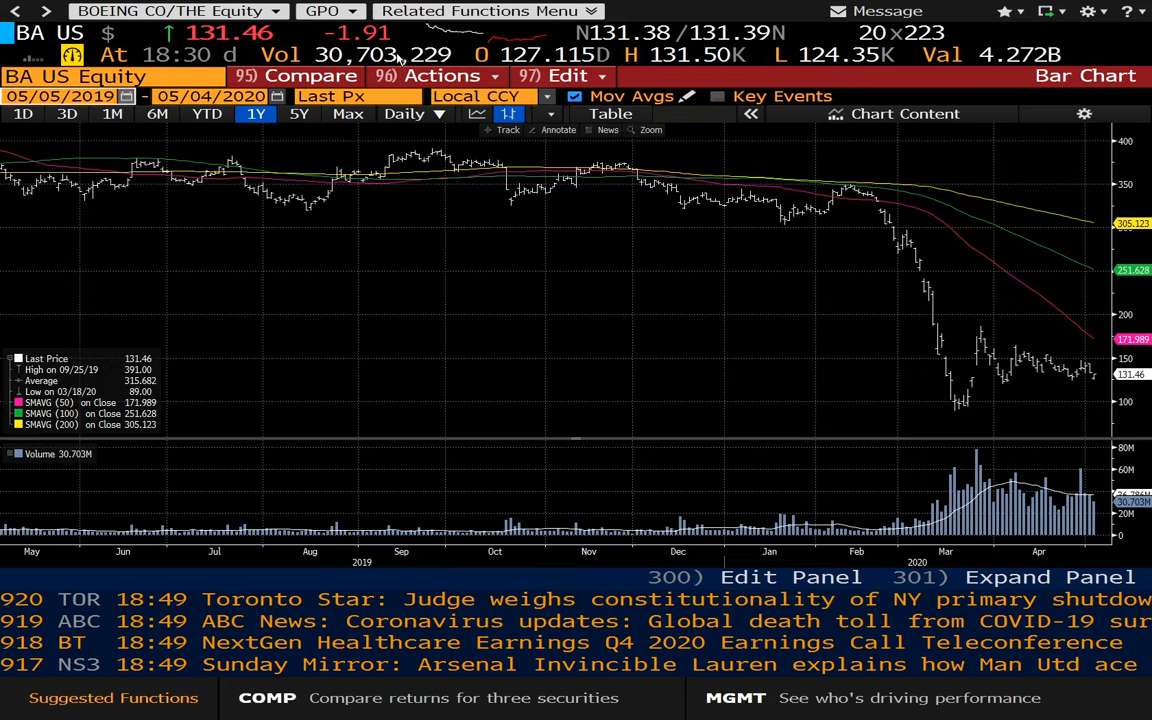 BOEING CO/THE Equity GPO Related Functions Menu Message ?
BA US $ ↑ 131.46 -1.91 N131.38 /131.39N 20x223
At 18:30 d Vol 30,703,229 O 127.115D H 131.50K L 124.35K Val 4.272B
BA US Equity 95) Compare 96) Actions 97) Edit Bar Chart
05/05/2019 - 05/04/2020 Last Px Local CCY Mov Avgs Key Events
1D 3D 1M 6M YTD 1Y 5Y Max Daily ▼ Table « Chart Content
Track Annotate News Zoom
400
350
305.123
251.628
200
171.989
150
131.46
100
Last Price 131.46
High on 09/25/19 391.00
Average 315.682
Low on 03/18/20 89.00
SMAVG (50) on Close 171.989
SMAVG (100) on Close 251.628
SMAVG (200) on Close 305.123
Volume 30.703M
80M
60M
30.703M
20M
0
May Jun Jul Aug Sep Oct Nov Dec Jan Feb Mar Apr
2019 2020
300) Edit Panel 301) Expand Panel
920 TOR 18:49 Toronto Star: Judge weighs constitutionality of NY primary shutdow
919 ABC 18:49 ABC News: Coronavirus updates: Global death toll from COVID-19 sur
918 BT 18:49 NextGen Healthcare Earnings Q4 2020 Earnings Call Teleconference
917 NS3 18:49 Sunday Mirror: Arsenal Invincible Lauren explains how Man Utd ace
Suggested Functions COMP Compare returns for three securities MGMT See who's driving performance